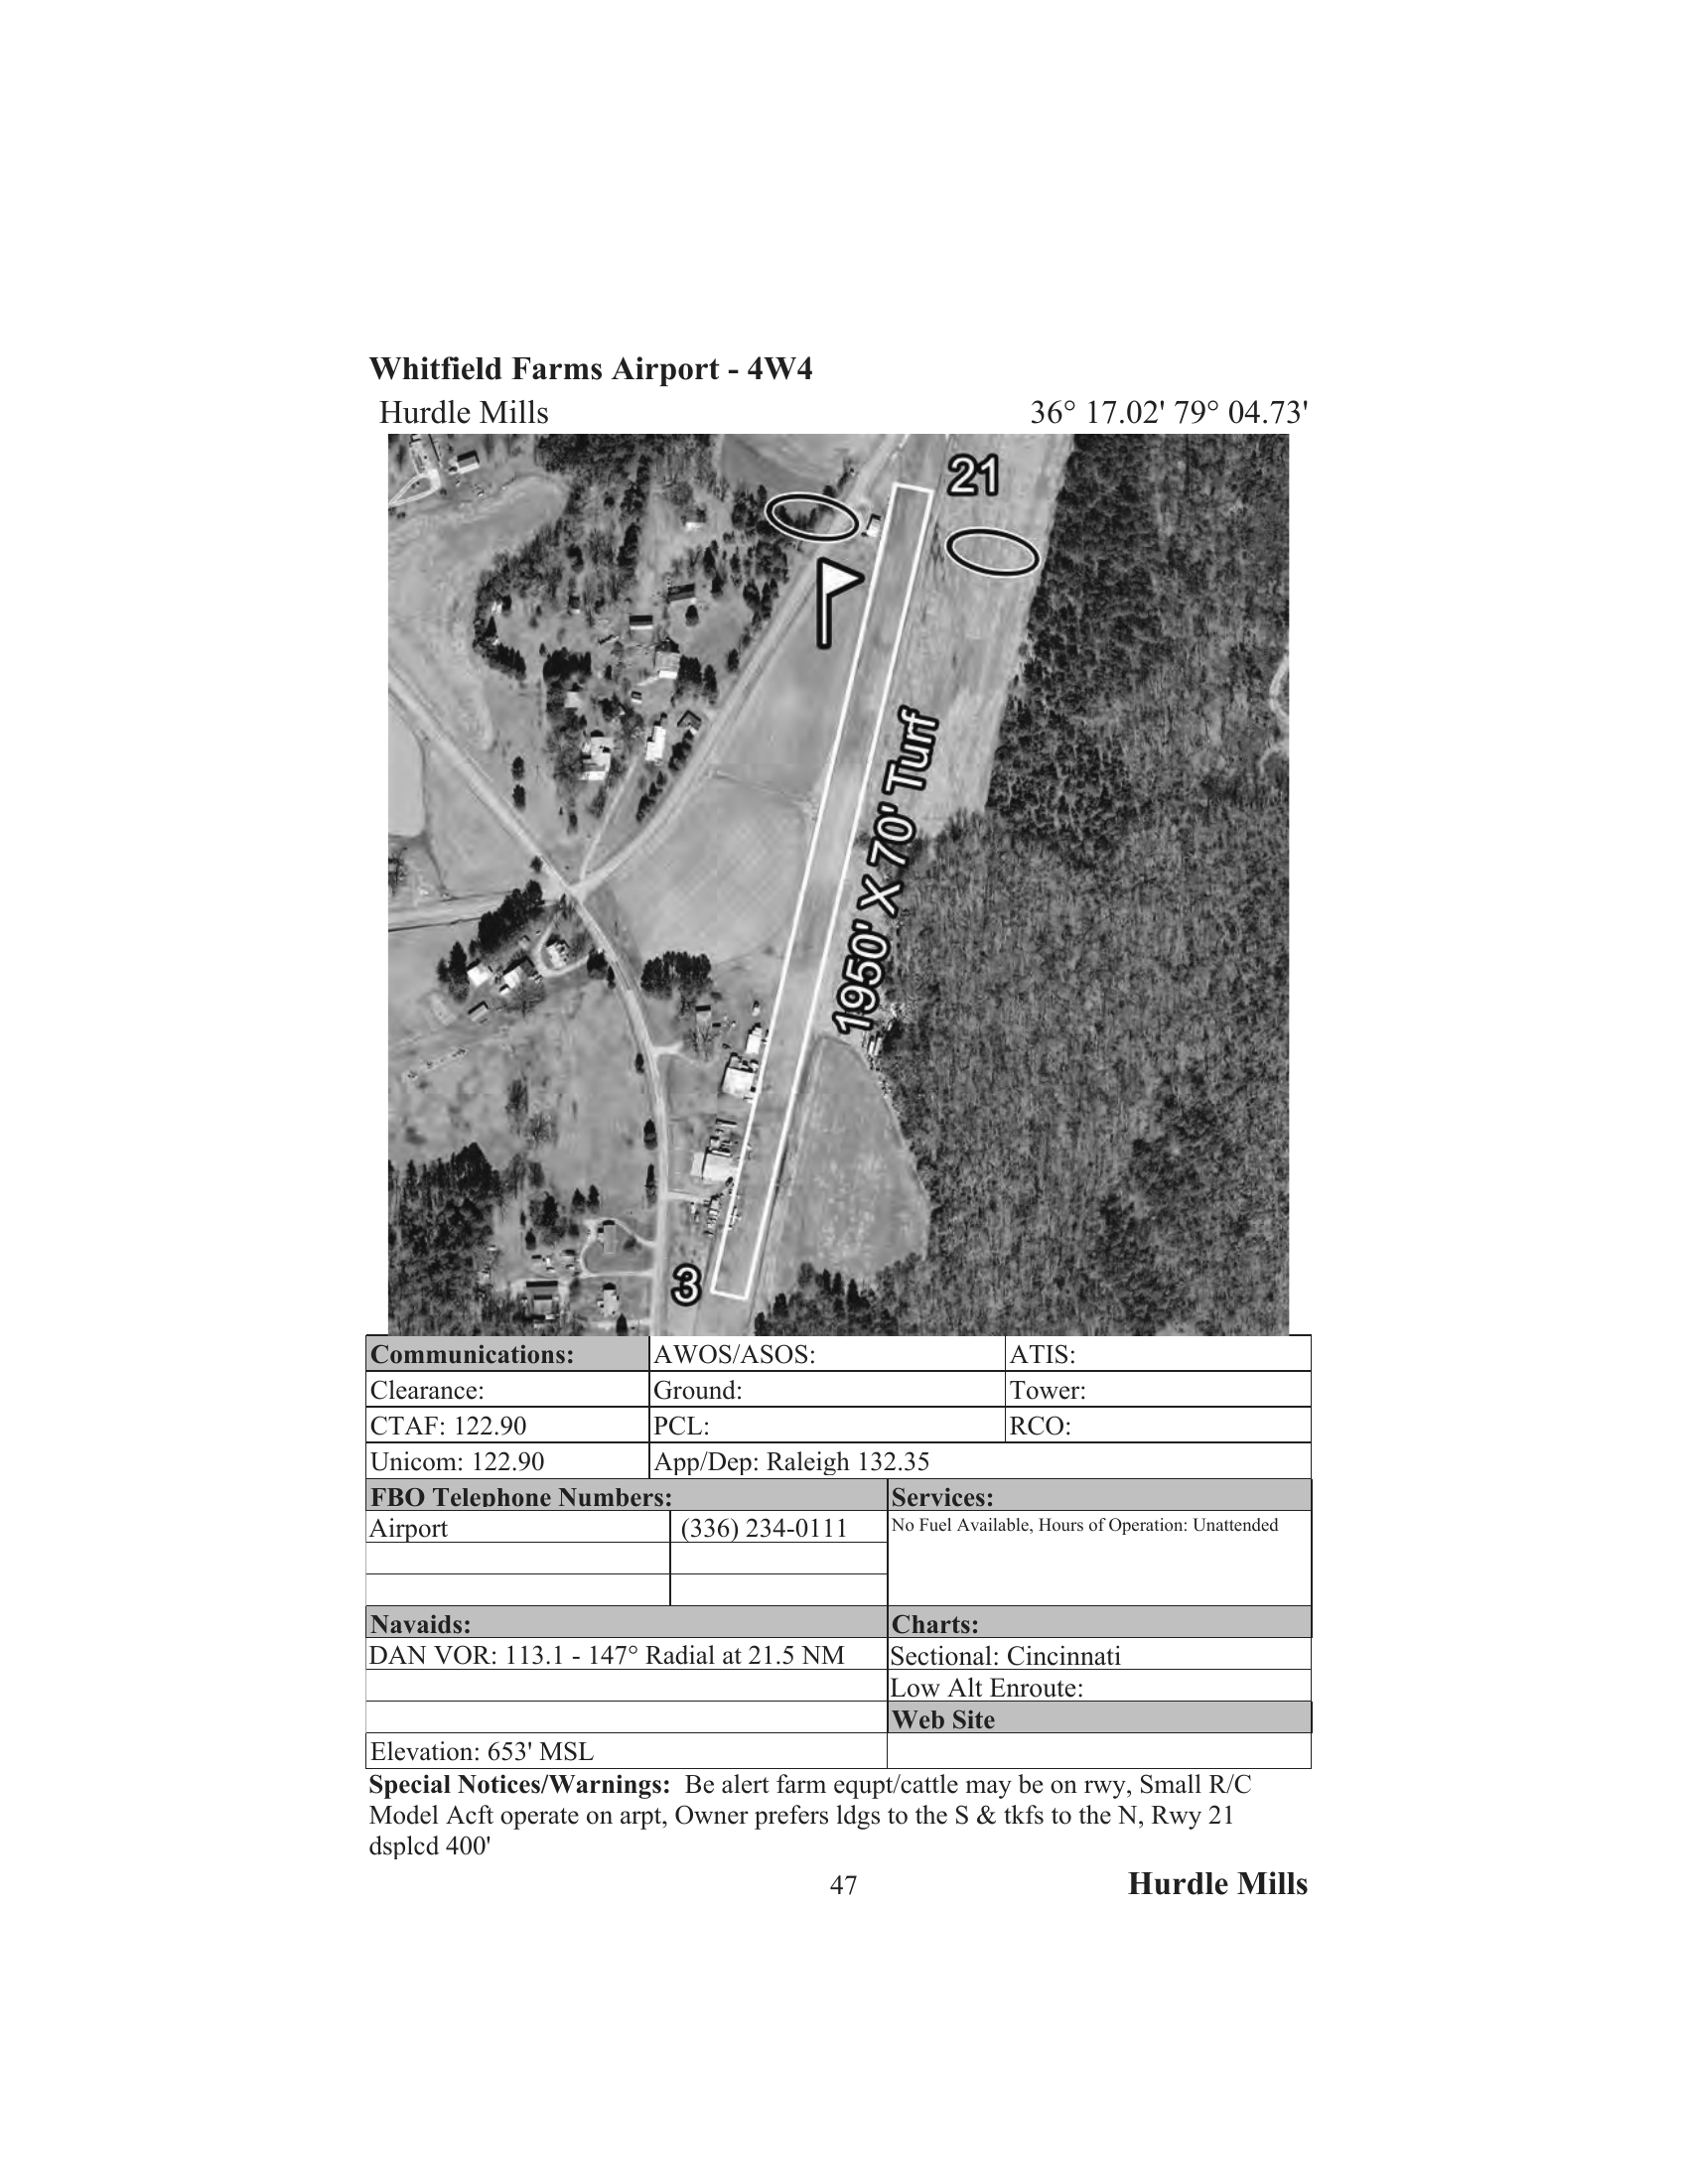 Whitfield Farms Airport - 4W4
Hurdle Mills 36° 17.02' 79° 04.73'
21
1950' X 70' Turf
3
Communications: AWOS/ASOS: ATIS:
Clearance: Ground: Tower:
CTAF: 122.90 PCL: RCO:
Unicom: 122.90 App/Dep: Raleigh 132.35
FBO Telephone Numbers: Services:
Airport (336) 234-0111 No Fuel Available, Hours of Operation: Unattended
Navaids: Charts:
DAN VOR: 113.1 - 147° Radial at 21.5 NM Sectional: Cincinnati
Low Alt Enroute:
Web Site
Elevation: 653' MSL
Special Notices/Warnings: Be alert farm equpt/cattle may be on rwy, Small R/C
Model Acft operate on arpt, Owner prefers ldgs to the S & tkfs to the N, Rwy 21
dsplcd 400'
47 Hurdle Mills